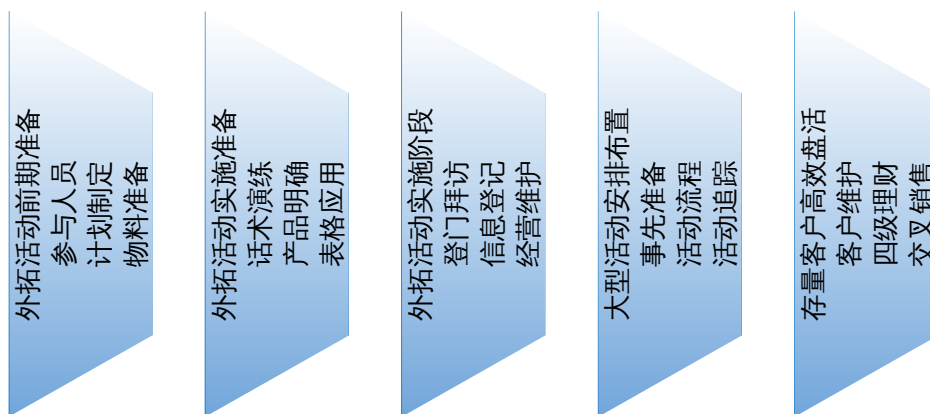 外拓活动前期准备
参与人员
计划制定
物料准备
外拓活动实施准备
话术演练
产品明确
表格应用
外拓活动实施阶段
登门拜访
信息登记
经营维护
大型活动安排布置
事先准备
活动流程
活动追踪
存量客户高效盘活
客户维护
四级理财
交叉销售